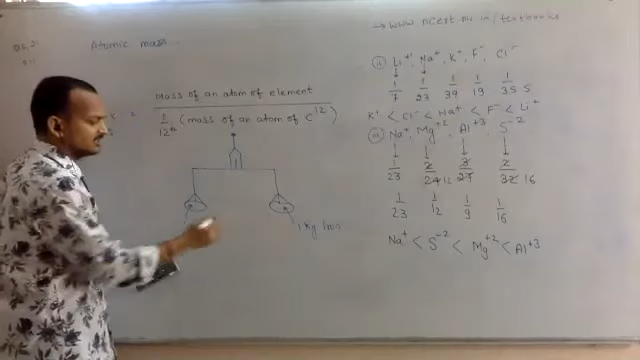 Atomic mass
Mass of an atom of element
=
1/12th (mass of an atom of C12)
1 kg
→ www ncert.nic in/textbooks
ii) Li+, Na+, K+, F-, Cl-
1/7 1/23 1/39 1/19 1/35.5
K+ < Cl- < Na+ < F- < Li+
iii) Na+, Mg+2, Al+3, S-2
1/23 2/24 12 3/27 2/32 16
1/23 1/12 1/9 1/16
Na+ < S-2 < Mg+2 < Al+3